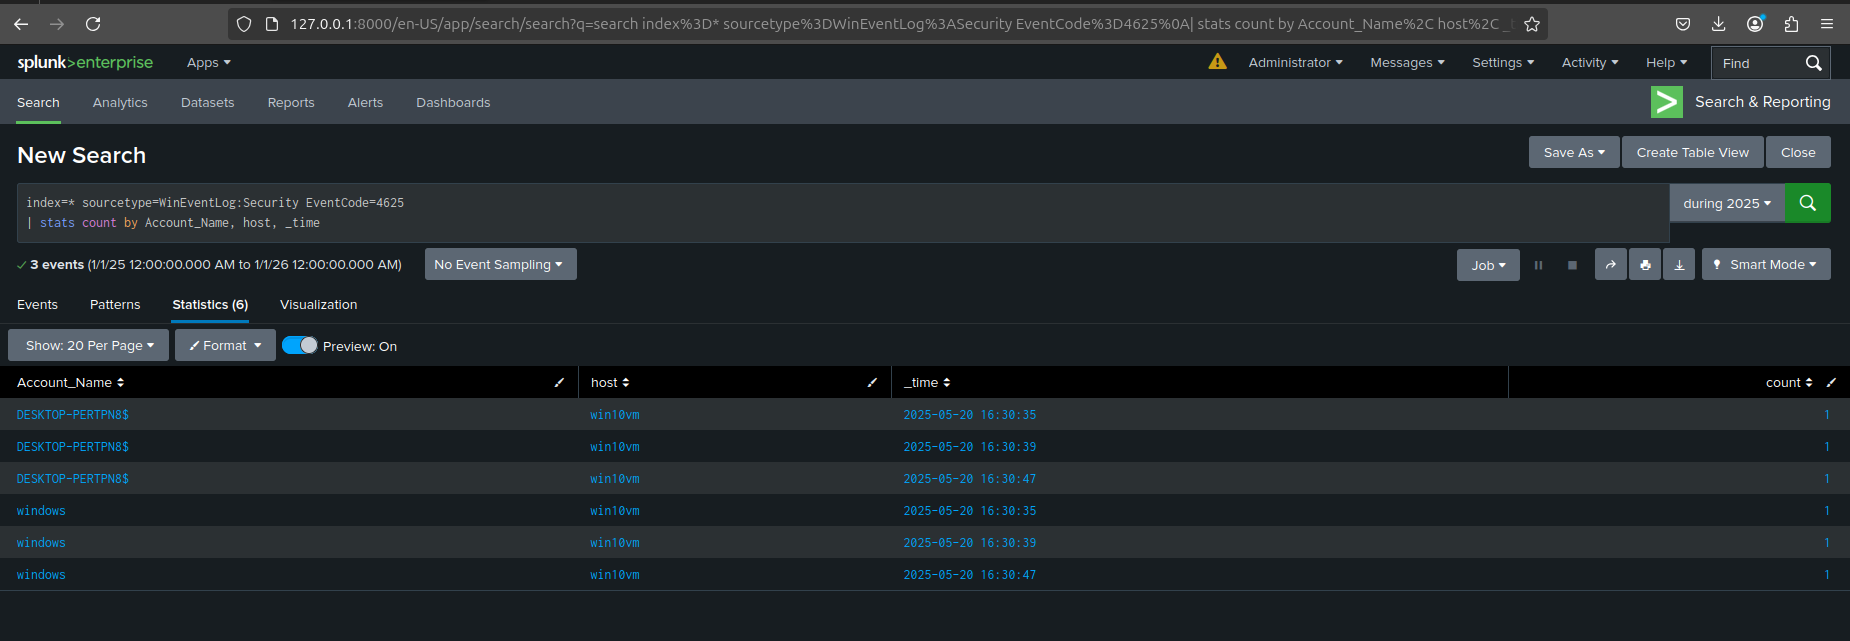 127.0.0.1:8000/en-US/app/search/search?q=search index%3D* sourcetype%3DWinEventLog%3ASecurity EventCode%3D4625%0A| stats count by Account_Name%2C host%2C _t
splunk>enterprise Apps Administrator Messages Settings Activity Help Find
Search Analytics Datasets Reports Alerts Dashboards Search & Reporting
New Search Save As Create Table View Close
index=* sourcetype=WinEventLog:Security EventCode=4625
| stats count by Account_Name, host, _time
during 2025
3 events (1/1/25 12:00:00.000 AM to 1/1/26 12:00:00.000 AM) No Event Sampling Job Smart Mode
Events Patterns Statistics (6) Visualization
Show: 20 Per Page Format Preview: On
Account_Name host _time count
DESKTOP-PERTPN8$ win10vm 2025-05-20 16:30:35 1
DESKTOP-PERTPN8$ win10vm 2025-05-20 16:30:39 1
DESKTOP-PERTPN8$ win10vm 2025-05-20 16:30:47 1
windows win10vm 2025-05-20 16:30:35 1
windows win10vm 2025-05-20 16:30:39 1
windows win10vm 2025-05-20 16:30:47 1